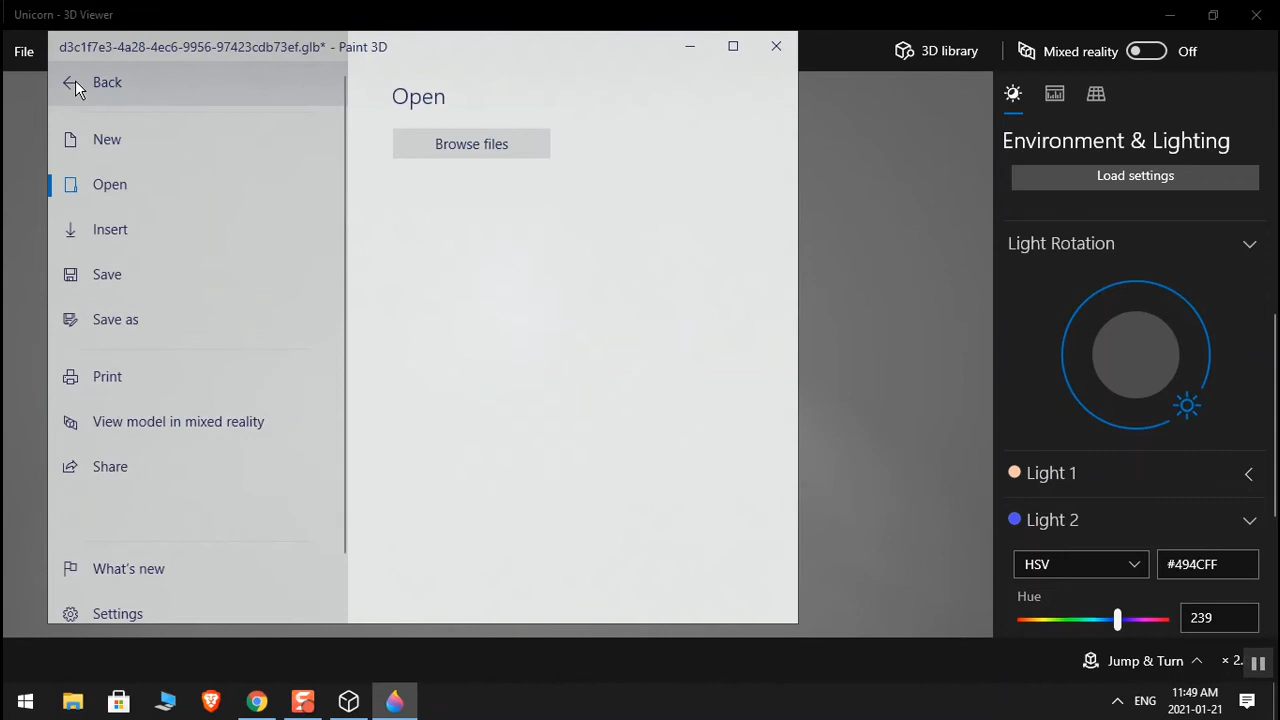 Unicorn - 3D Viewer
File
3D library
Mixed reality
Off
d3c1f7e3-4a28-4ec6-9956-97423cdb73ef.glb* - Paint 3D
Back
New
Open
Insert
Save
Save as
Print
View model in mixed reality
Share
What's new
Settings
Open
Browse files
Environment & Lighting
Load settings
Light Rotation
Light 1
Light 2
HSV
#494CFF
Hue
239
Jump & Turn
× 2.
ENG
11:49 AM
2021-01-21